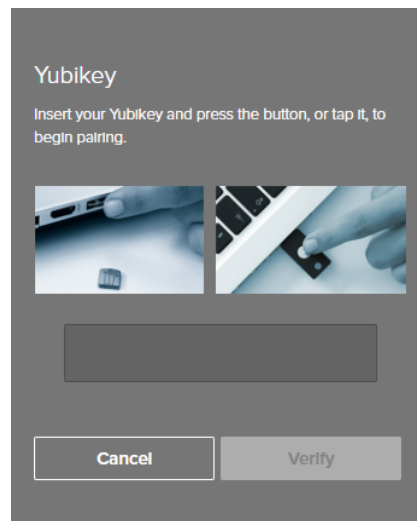 Yubikey
Insert your Yubikey and press the button, or tap it, to
begin pairing.
Cancel
Verify